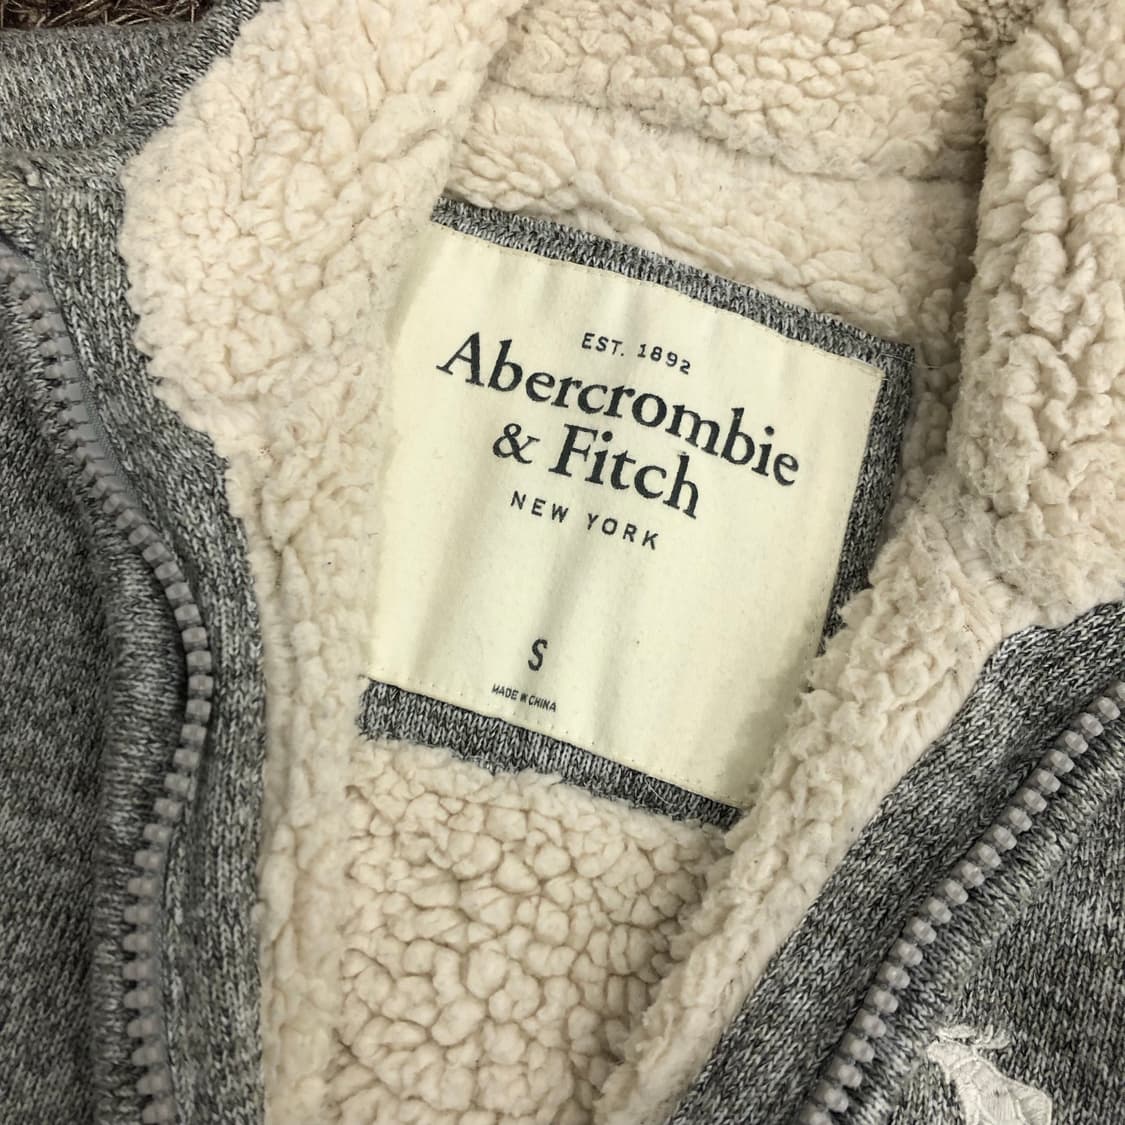 EST. 1892
Abercrombie
& Fitch
NEW YORK
S
MADE IN CHINA